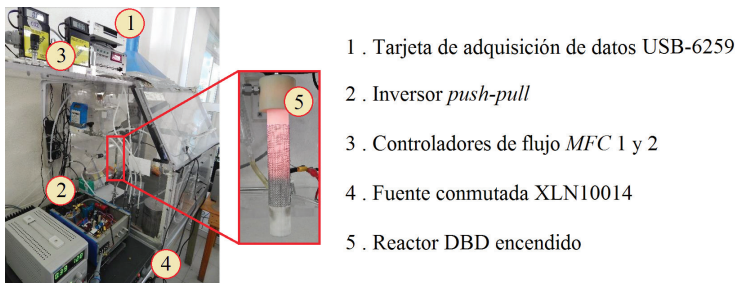 1
3
5
2
4
1 . Tarjeta de adquisición de datos USB-6259
2 . Inversor push-pull
3 . Controladores de flujo MFC 1 y 2
4 . Fuente conmutada XLN10014
5 . Reactor DBD encendido